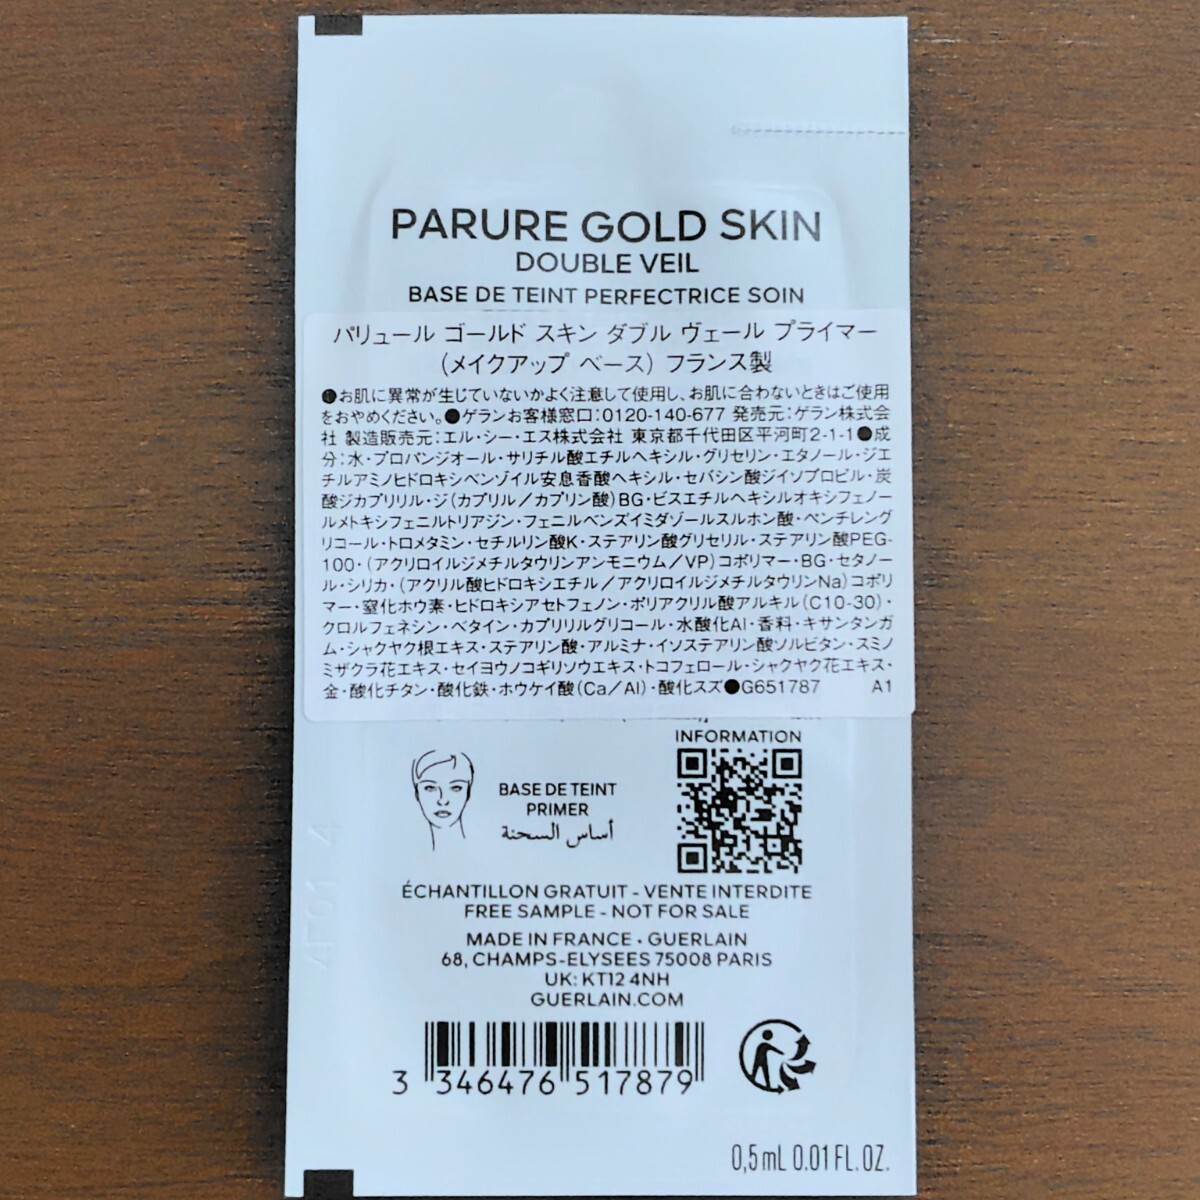 PARURE GOLD SKIN
DOUBLE VEIL
BASE DE TEINT PERFECTRICE SOIN
パリュール ゴールド スキン ダブル ヴェール プライマー
(メイクアップ ベース) フランス製
●お肌に異常が生じていないかよく注意して使用し、お肌に合わないときはご使用
をおやめください。●ゲランお客様窓口:0120-140-677 発売元:ゲラン株式会
社 製造販売元:エル・シー・エス株式会社 東京都千代田区平河町2-1-1●成
分:水・プロパンジオール・サリチル酸エチルヘキシル・グリセリン・エタノール・ジエ
チルアミノヒドロキシベンゾイル安息香酸ヘキシル・セバシン酸ジイソプロピル・炭
酸ジカプリリル・ジ(カプリル/カプリン酸)BG・ビスエチルヘキシルオキシフェノー
ルメトキシフェニルトリアジン・フェニルベンズイミダゾールスルホン酸・ペンチレング
リコール・トロメタミン・セチルリン酸K・ステアリン酸グリセリル・ステアリン酸PEG-
100・(アクリロイルジメチルタウリンアンモニウム/VP)コポリマー・BG・セタノー
ル・シリカ・(アクリル酸ヒドロキシエチル/アクリロイルジメチルタウリンNa)コポリ
マー・窒化ホウ素・ヒドロキシアセトフェノン・ポリアクリル酸アルキル(C10-30)・
クロルフェネシン・ベタイン・カプリリルグリコール・水酸化Al・香料・キサンタンガ
ム・シャクヤク根エキス・ステアリン酸・アルミナ・イソステアリン酸ソルビタン・スミノ
ミザクラ花エキス・セイヨウノコギリソウエキス・トコフェロール・シャクヤク花エキス・
金・酸化チタン・酸化鉄・ホウケイ酸(Ca/Al)・酸化スズ●G651787 A1
INFORMATION
BASE DE TEINT
PRIMER
أساس السحنة
ÉCHANTILLON GRATUIT - VENTE INTERDITE
FREE SAMPLE - NOT FOR SALE
MADE IN FRANCE • GUERLAIN
68, CHAMPS-ELYSEES 75008 PARIS
UK: KT12 4NH
GUERLAIN.COM
3 346476 517879
0,5mL 0.01 FL. OZ.